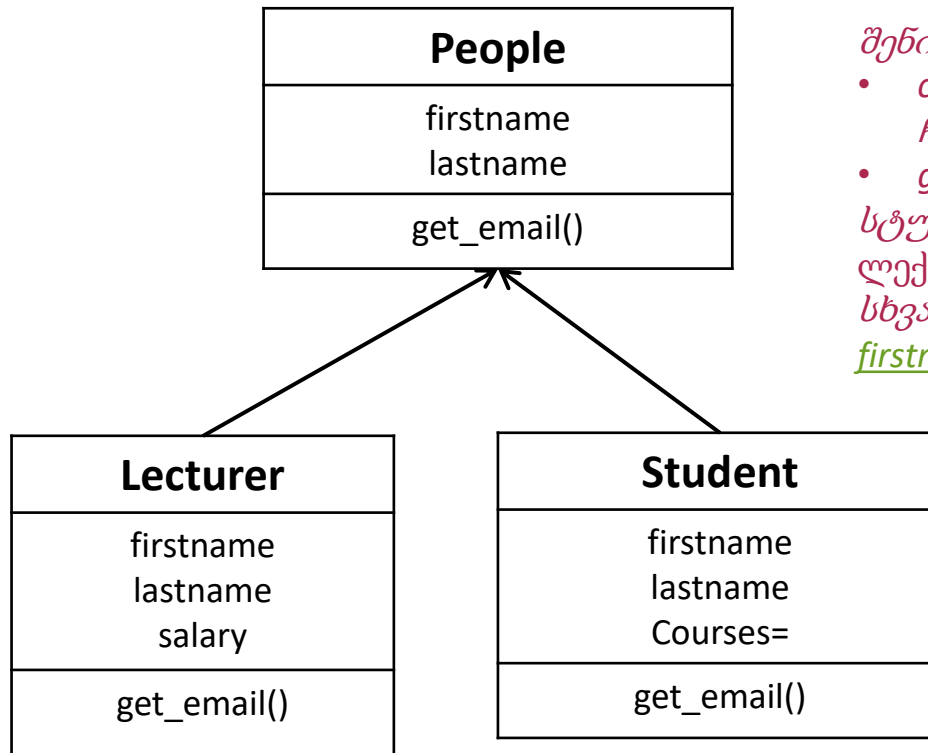 People
firstname
lastname
get_email()
Lecturer
firstname
lastname
salary
get_email()
Student
firstname
lastname
Courses=
get_email()